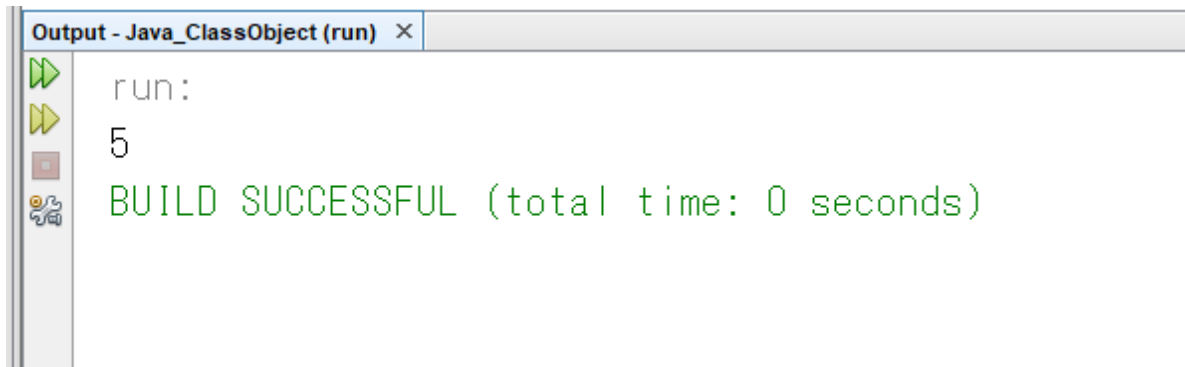 Output - Java_ClassObject (run) ×
run:
5
BUILD SUCCESSFUL (total time: 0 seconds)